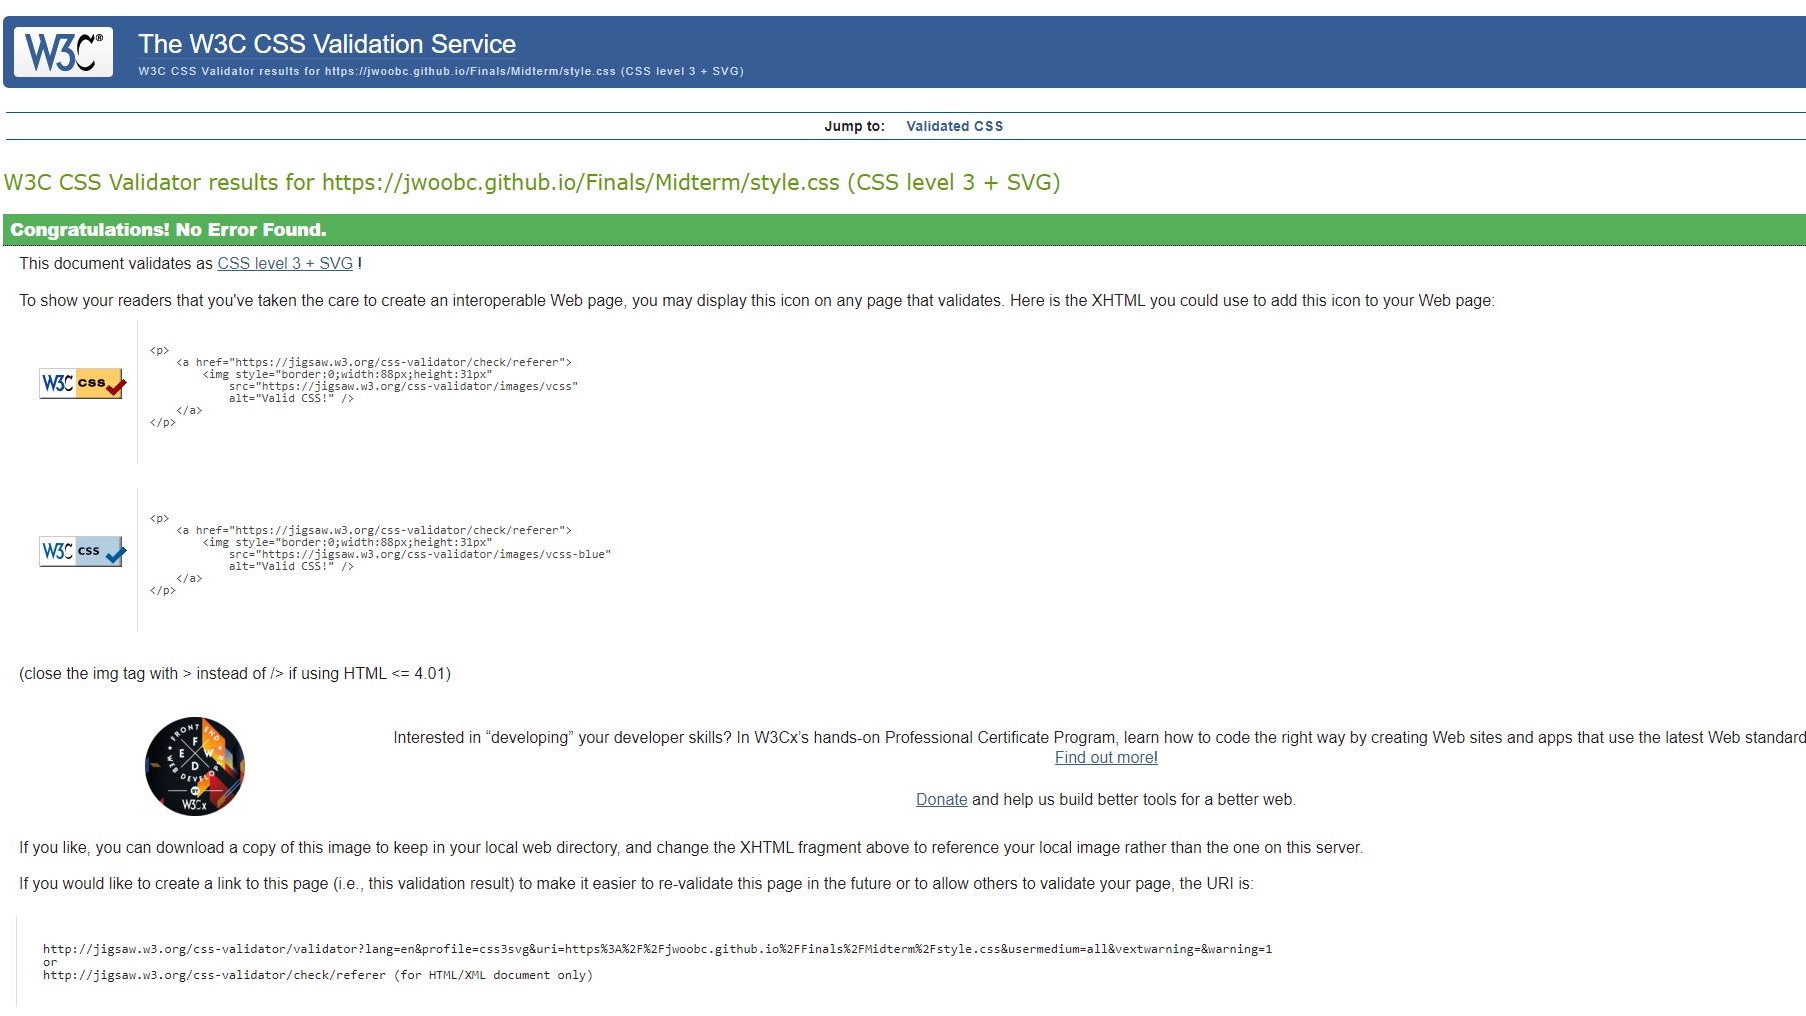 W3C®
The W3C CSS Validation Service
W3C CSS Validator results for https://jwoobc.github.io/Finals/Midterm/style.css (CSS level 3 + SVG)
Jump to: Validated CSS
W3C CSS Validator results for https://jwoobc.github.io/Finals/Midterm/style.css (CSS level 3 + SVG)
Congratulations! No Error Found.
This document validates as CSS level 3 + SVG !
To show your readers that you've taken the care to create an interoperable Web page, you may display this icon on any page that validates. Here is the XHTML you could use to add this icon to your Web page:
W3C css
<p>
<a href="https://jigsaw.w3.org/css-validator/check/referer">
<img style="border:0;width:88px;height:31px"
src="https://jigsaw.w3.org/css-validator/images/vcss"
alt="Valid CSS!" />
</a>
</p>
W3C css
<p>
<a href="https://jigsaw.w3.org/css-validator/check/referer">
<img style="border:0;width:88px;height:31px"
src="https://jigsaw.w3.org/css-validator/images/vcss-blue"
alt="Valid CSS!" />
</a>
</p>
(close the img tag with > instead of /> if using HTML <= 4.01)
FRONT END
F
E W
D
WEB DEVELOPER
BY
W3Cx
Interested in “developing” your developer skills? In W3Cx’s hands-on Professional Certificate Program, learn how to code the right way by creating Web sites and apps that use the latest Web standard
Find out more!
Donate and help us build better tools for a better web.
If you like, you can download a copy of this image to keep in your local web directory, and change the XHTML fragment above to reference your local image rather than the one on this server.
If you would like to create a link to this page (i.e., this validation result) to make it easier to re-validate this page in the future or to allow others to validate your page, the URI is:
http://jigsaw.w3.org/css-validator/validator?lang=en&profile=css3svg&uri=https%3A%2F%2Fjwoobc.github.io%2FFinals%2FMidterm%2Fstyle.css&usermedium=all&vextwarning=&warning=1
or
http://jigsaw.w3.org/css-validator/check/referer (for HTML/XML document only)